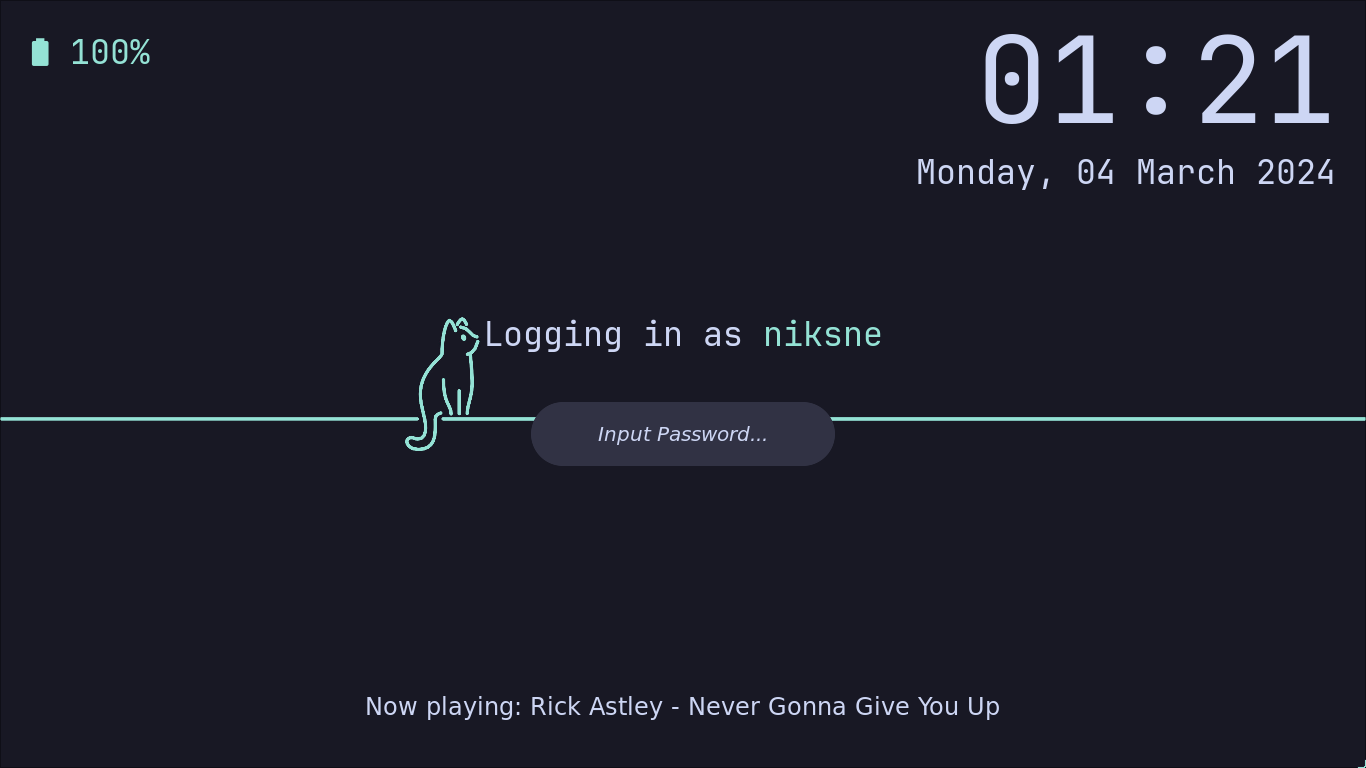 100%
01:21
Monday, 04 March 2024
Logging in as niksne
Input Password...
Now playing: Rick Astley - Never Gonna Give You Up